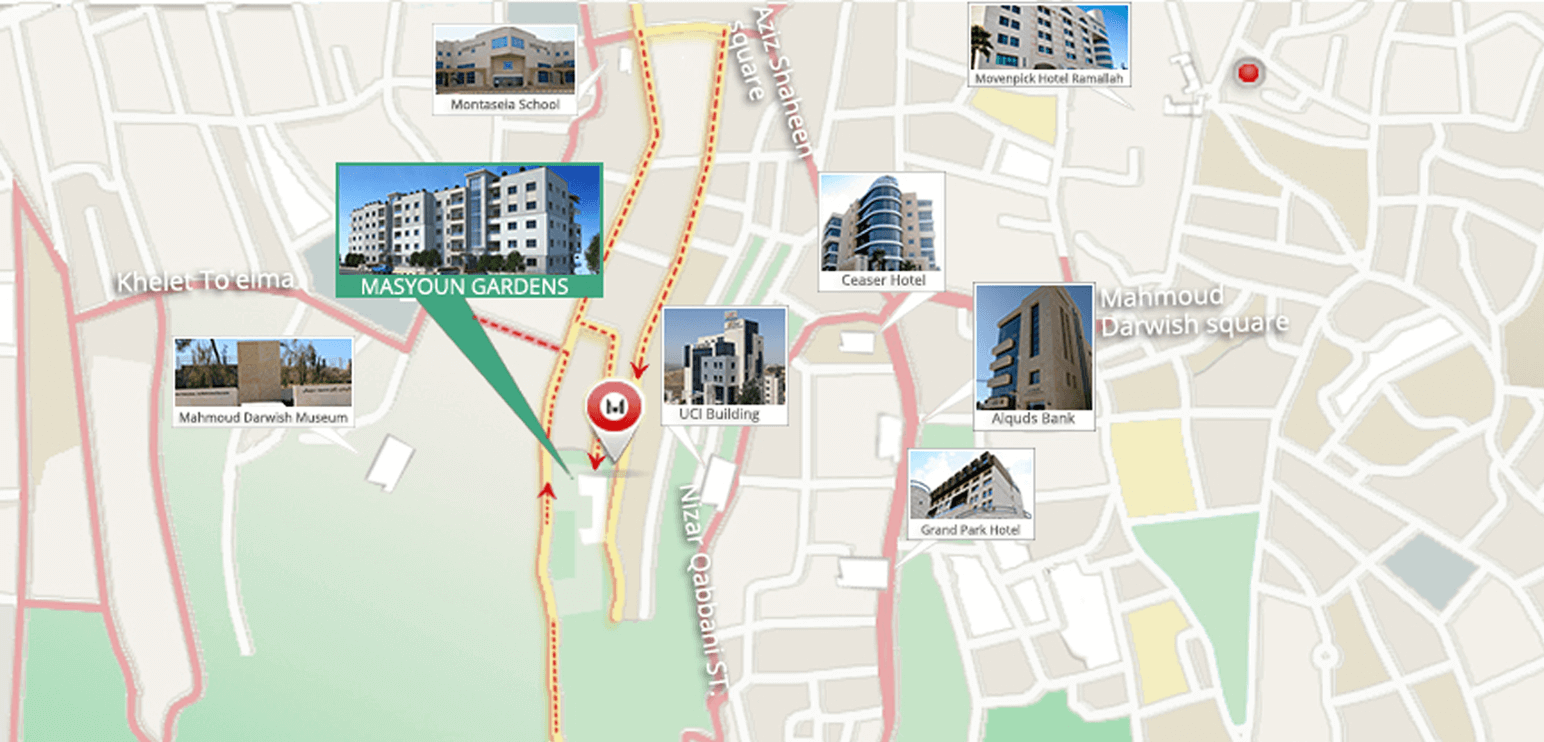 Aziz Shaheen
square
Montaseia School
Movenpick Hotel Ramallah
MASYOUN GARDENS
Khelet To'eima
Ceaser Hotel
Mahmoud
Darwish square
Mahmoud Darwish Museum
UCI Building
Alquds Bank
Grand Park Hotel
Nizar Qabbani ST.
M